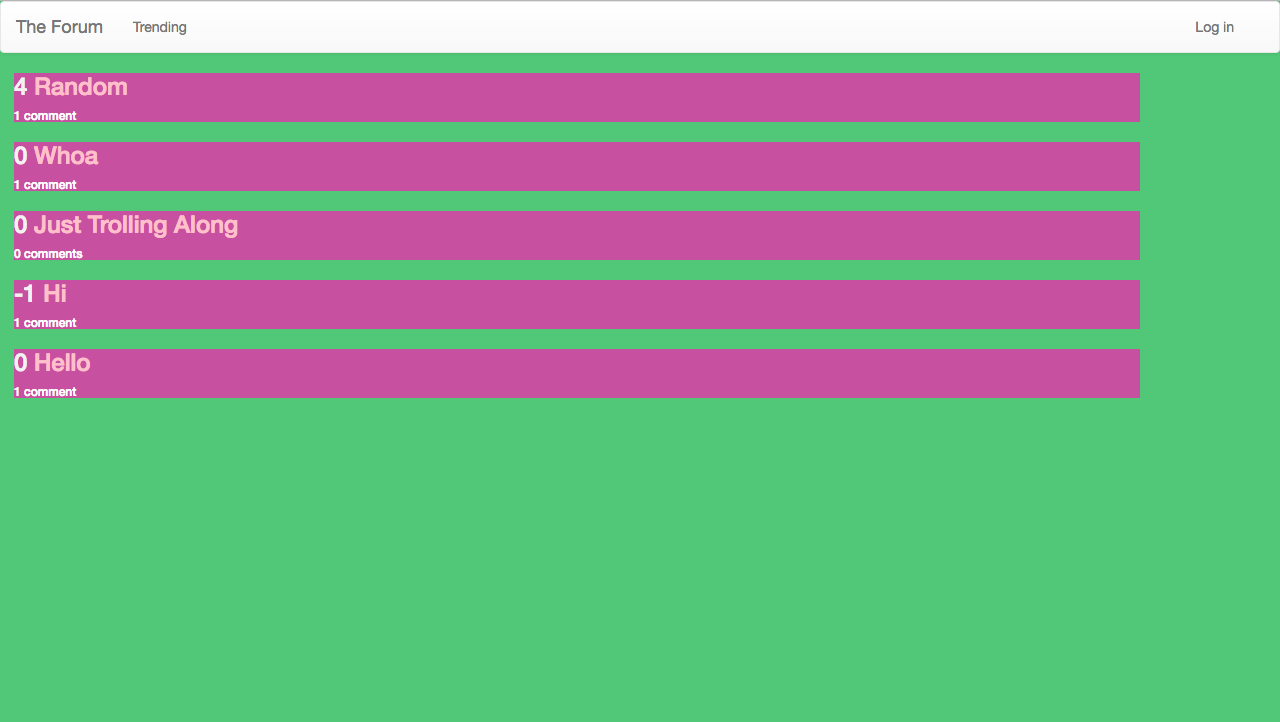 The Forum Trending Log in
4 Random
1 comment
0 Whoa
1 comment
0 Just Trolling Along
0 comments
-1 Hi
1 comment
0 Hello
1 comment